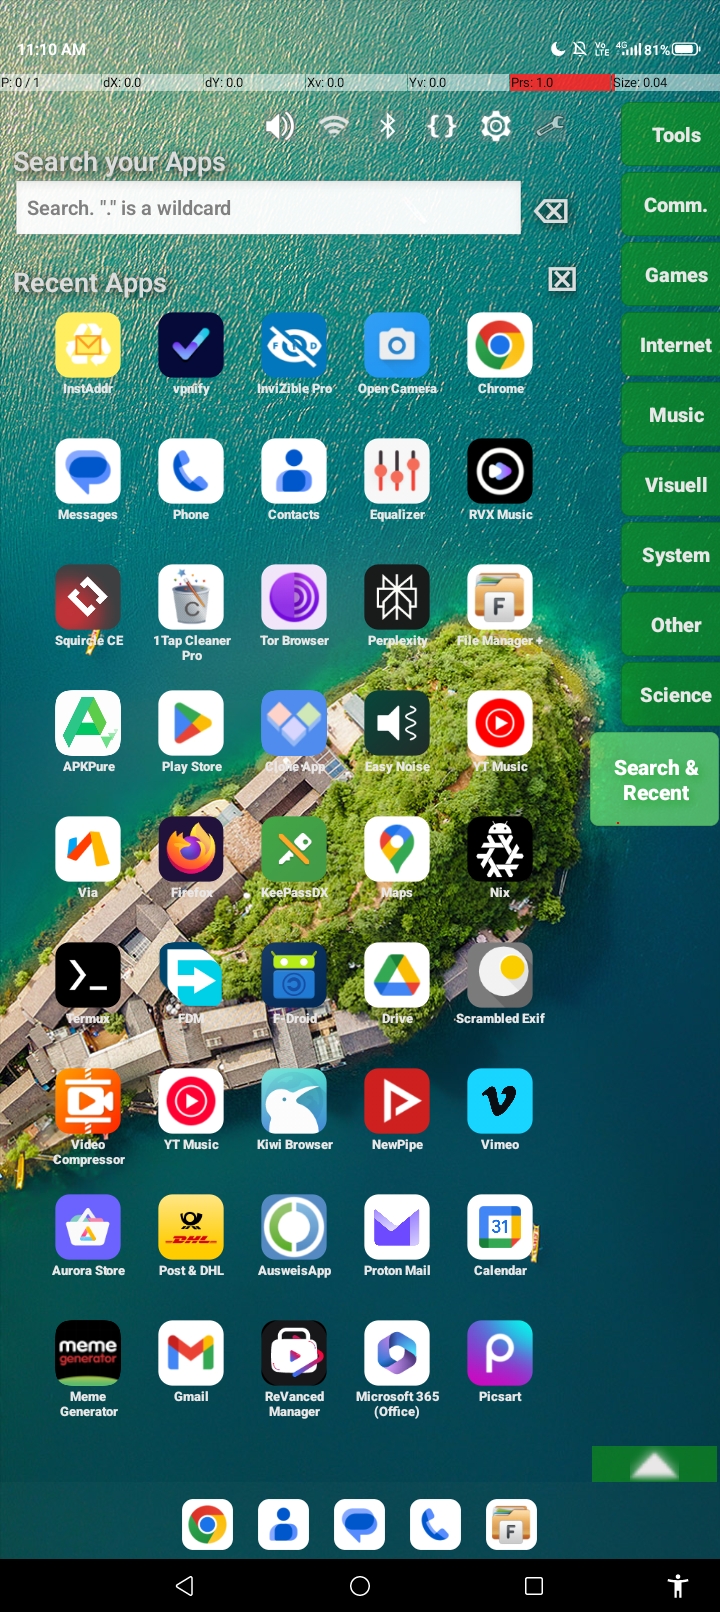 11:10 AM
Vo LTE 4G 81%
P: 0 / 1 dX: 0.0 dY: 0.0 Xv: 0.0 Yv: 0.0 Prs: 1.0 Size: 0.04
Search your Apps
Search. "." is a wildcard
Recent Apps
Tools
Comm.
Games
Internet
Music
Visuell
System
Other
Science
Search &
Recent
InstAddr vpnify InviZible Pro Open Camera Chrome
Messages Phone Contacts Equalizer RVX Music
Squircle CE 1Tap Cleaner Tor Browser Perplexity File Manager +
Pro
APKPure Play Store Clone App Easy Noise YT Music
Via Firefox KeePassDX Maps Nix
Termux FDM F-Droid Drive Scrambled Exif
Video YT Music Kiwi Browser NewPipe Vimeo
Compressor
DHL
31
Aurora Store Post & DHL AusweisApp Proton Mail Calendar
meme
generator
Meme Gmail ReVanced Microsoft 365 Picsart
Generator Manager (Office)
F